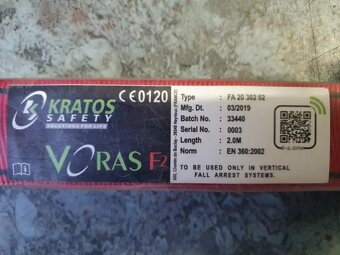 KRATOS
SAFETY
SOLUTIONS FOR LIFE
CE0120
VORAS F2
Type : FA 20 302 02
Mfg. Dt. : 03/2019
Batch No. : 33440
Serial No. : 0003
Length : 2.0M
Norm : EN 360:2002
TO BE USED ONLY IN VERTICAL
FALL ARREST SYSTEMS.